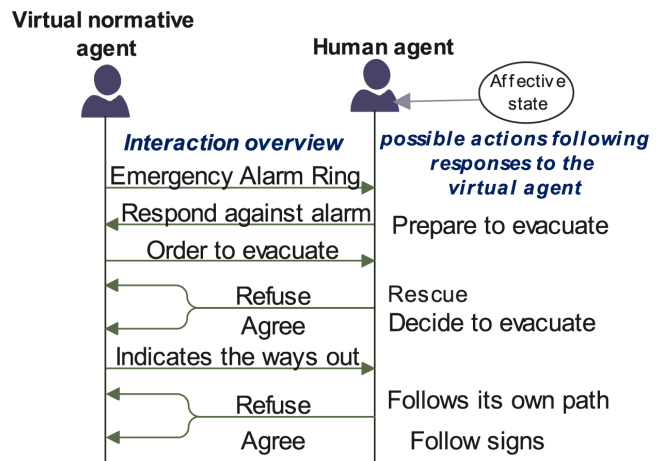 Virtual normative
agent
Human agent
Affective
state
Interaction overview
possible actions following
responses to the
virtual agent
Emergency Alarm Ring
Respond against alarm
Prepare to evacuate
Order to evacuate
Refuse
Rescue
Agree
Decide to evacuate
Indicates the ways out
Refuse
Follows its own path
Agree
Follow signs